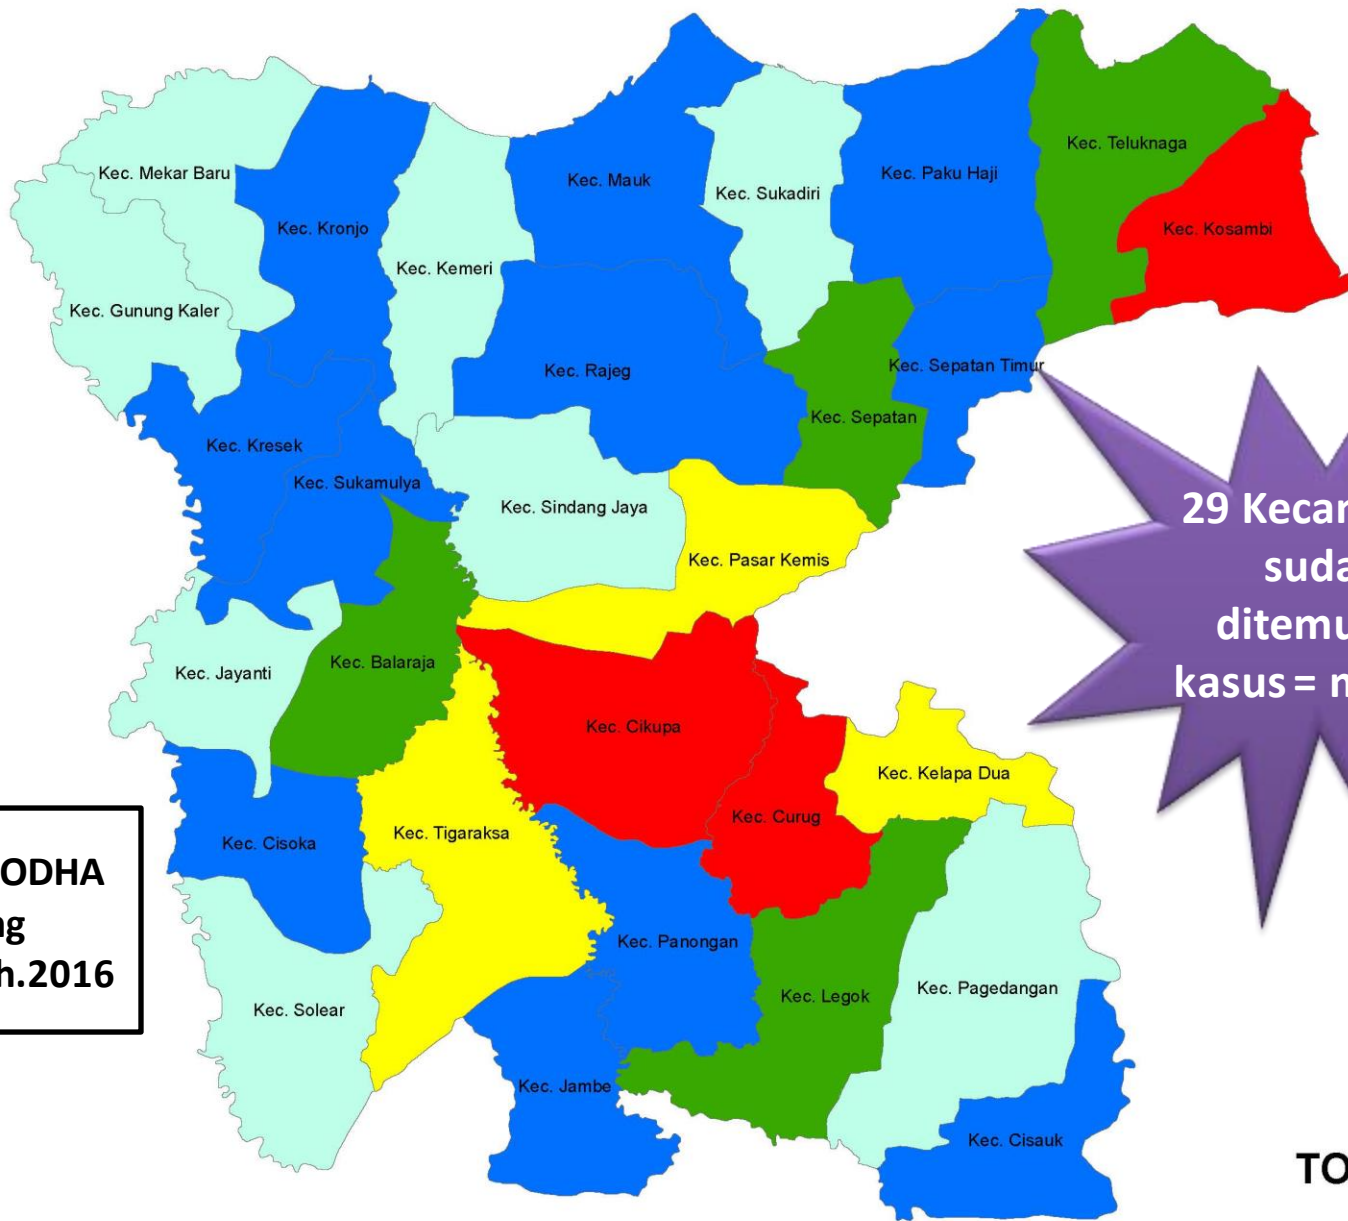 Kec. Teluknaga
Kec. Mekar Baru
Kec. Mauk
Kec. Paku Haji
Kec. Sukadiri
Kec. Kronjo
Kec. Kosambi
Kec. Kemeri
Kec. Gunung Kaler
Kec. Rajeg
Kec. Sepatan Timur
Kec. Sepatan
Kec. Kresek
Kec. Sukamulya
Kec. Sindang Jaya
29 Kecar
suda
ditemu
kasus = m
Kec. Pasar Kemis
Kec. Balaraja
Kec. Jayanti
Kec. Cikupa
Kec. Kelapa Dua
Kec. Curug
Kec. Tigaraksa
Kec. Cisoka
ODHA
ng
h.2016
Kec. Panongan
Kec. Pagedangan
Kec. Legok
Kec. Solear
Kec. Jambe
Kec. Cisauk
TO